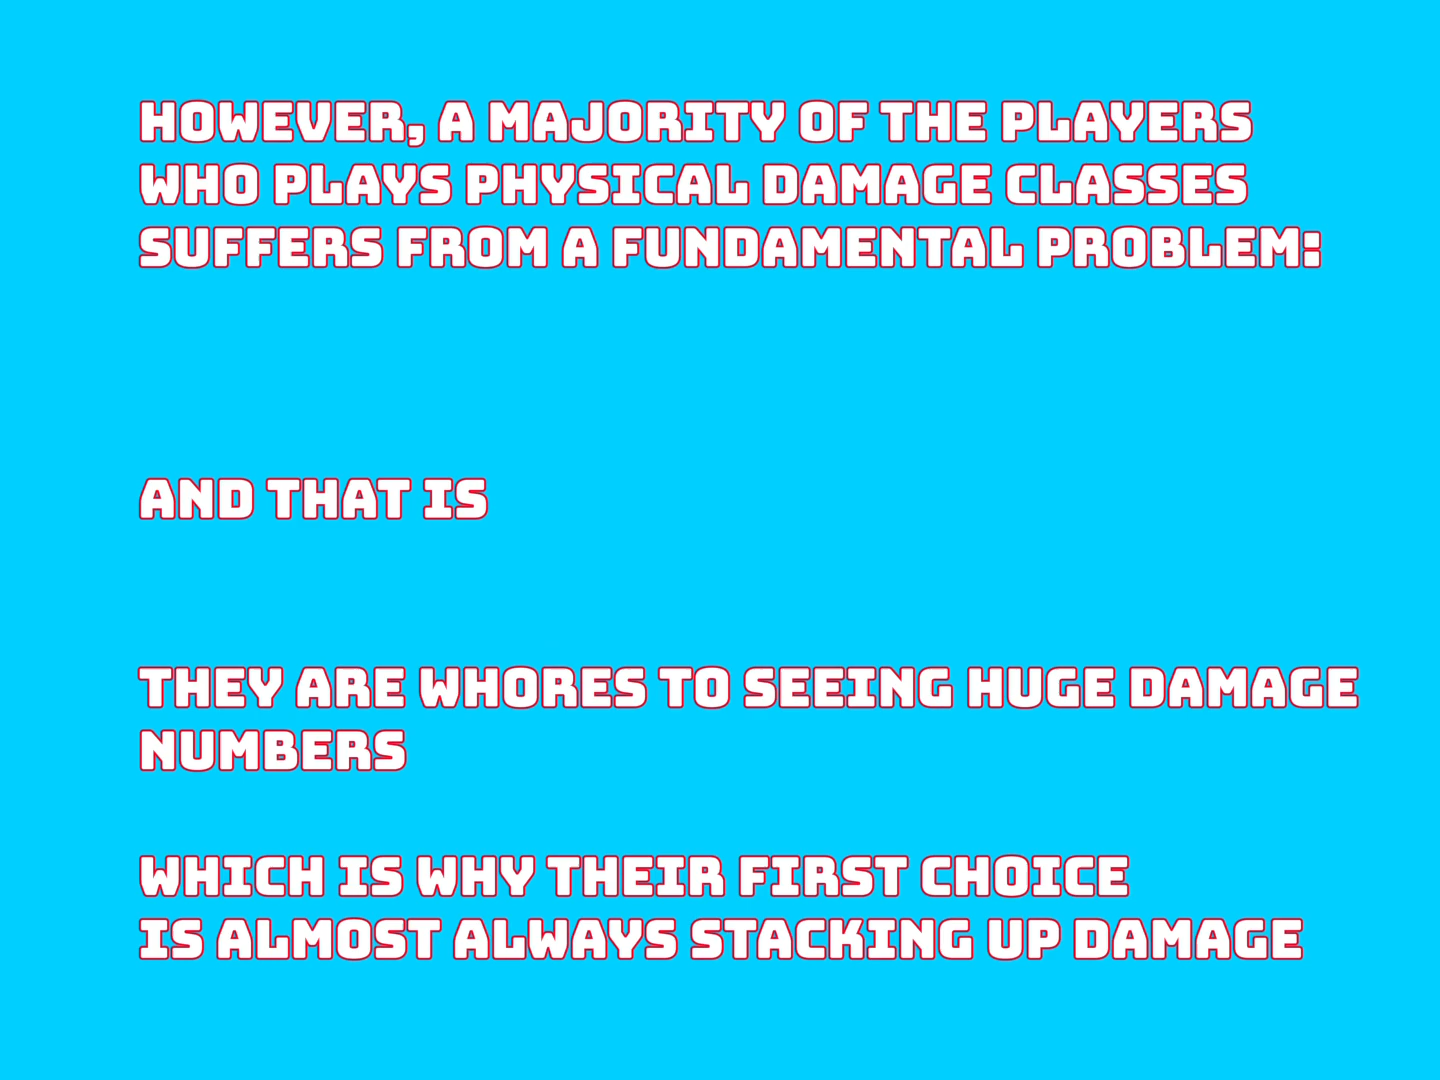 HOWEVER, A MAJORITY OF THE PLAYERS
WHO PLAYS PHYSICAL DAMAGE CLASSES
SUFFERS FROM A FUNDAMENTAL PROBLEM:
AND THAT IS
THEY ARE WHORES TO SEEING HUGE DAMAGE
NUMBERS
WHICH IS WHY THEIR FIRST CHOICE
IS ALMOST ALWAYS STACKING UP DAMAGE